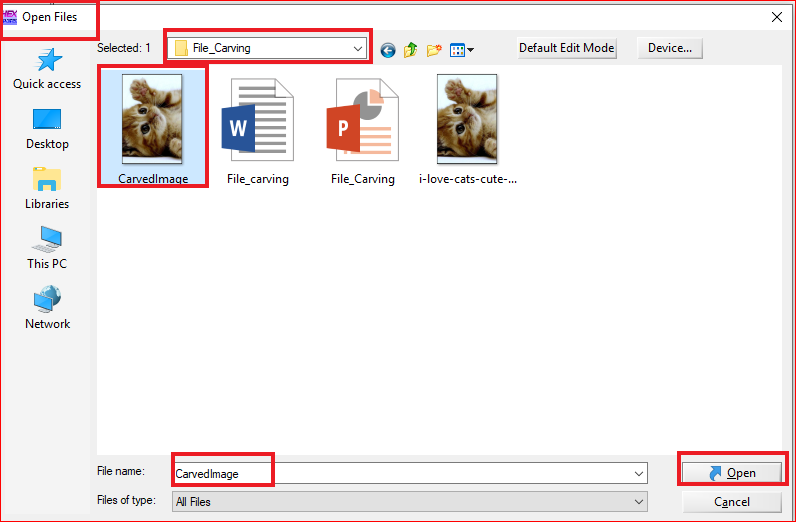 HEX
Open Files
Selected: 1
File_Carving
Default Edit Mode
Device...
Quick access
Desktop
Libraries
This PC
Network
W
P
CarvedImage
File_carving
File_Carving
i-love-cats-cute-...
File name:
CarvedImage
Open
Files of type:
All Files
Cancel